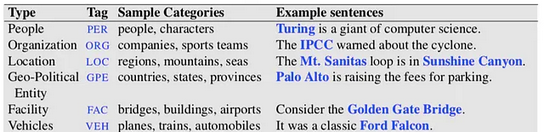 Type Tag Sample Categories Example sentences
People PER people, characters Turing is a giant of computer science.
Organization ORG companies, sports teams The IPCC warned about the cyclone.
Location LOC regions, mountains, seas The Mt. Sanitas loop is in Sunshine Canyon.
Geo-Political GPE countries, states, provinces Palo Alto is raising the fees for parking.
Entity
Facility FAC bridges, buildings, airports Consider the Golden Gate Bridge.
Vehicles VEH planes, trains, automobiles It was a classic Ford Falcon.